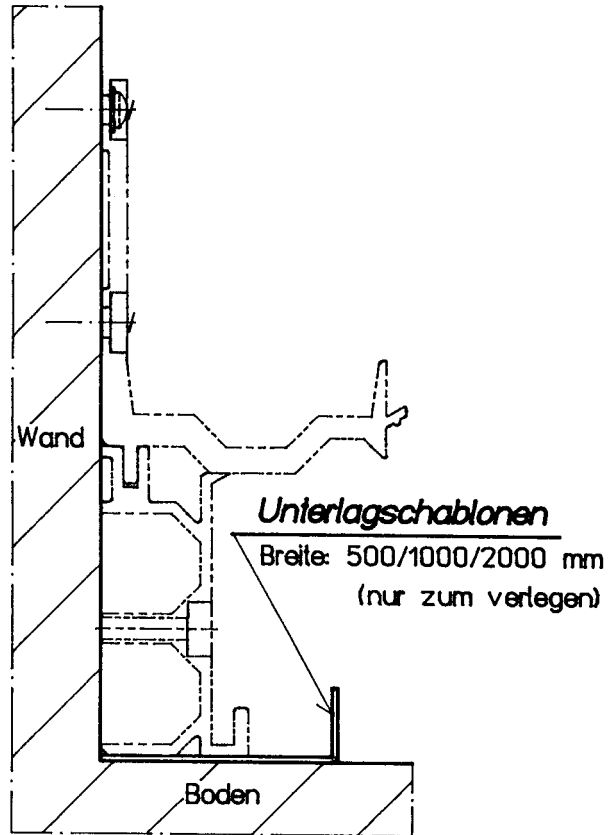 Wand
Unterlagschablonen
Breite: 500/1000/2000 mm
(nur zum verlegen)
Boden